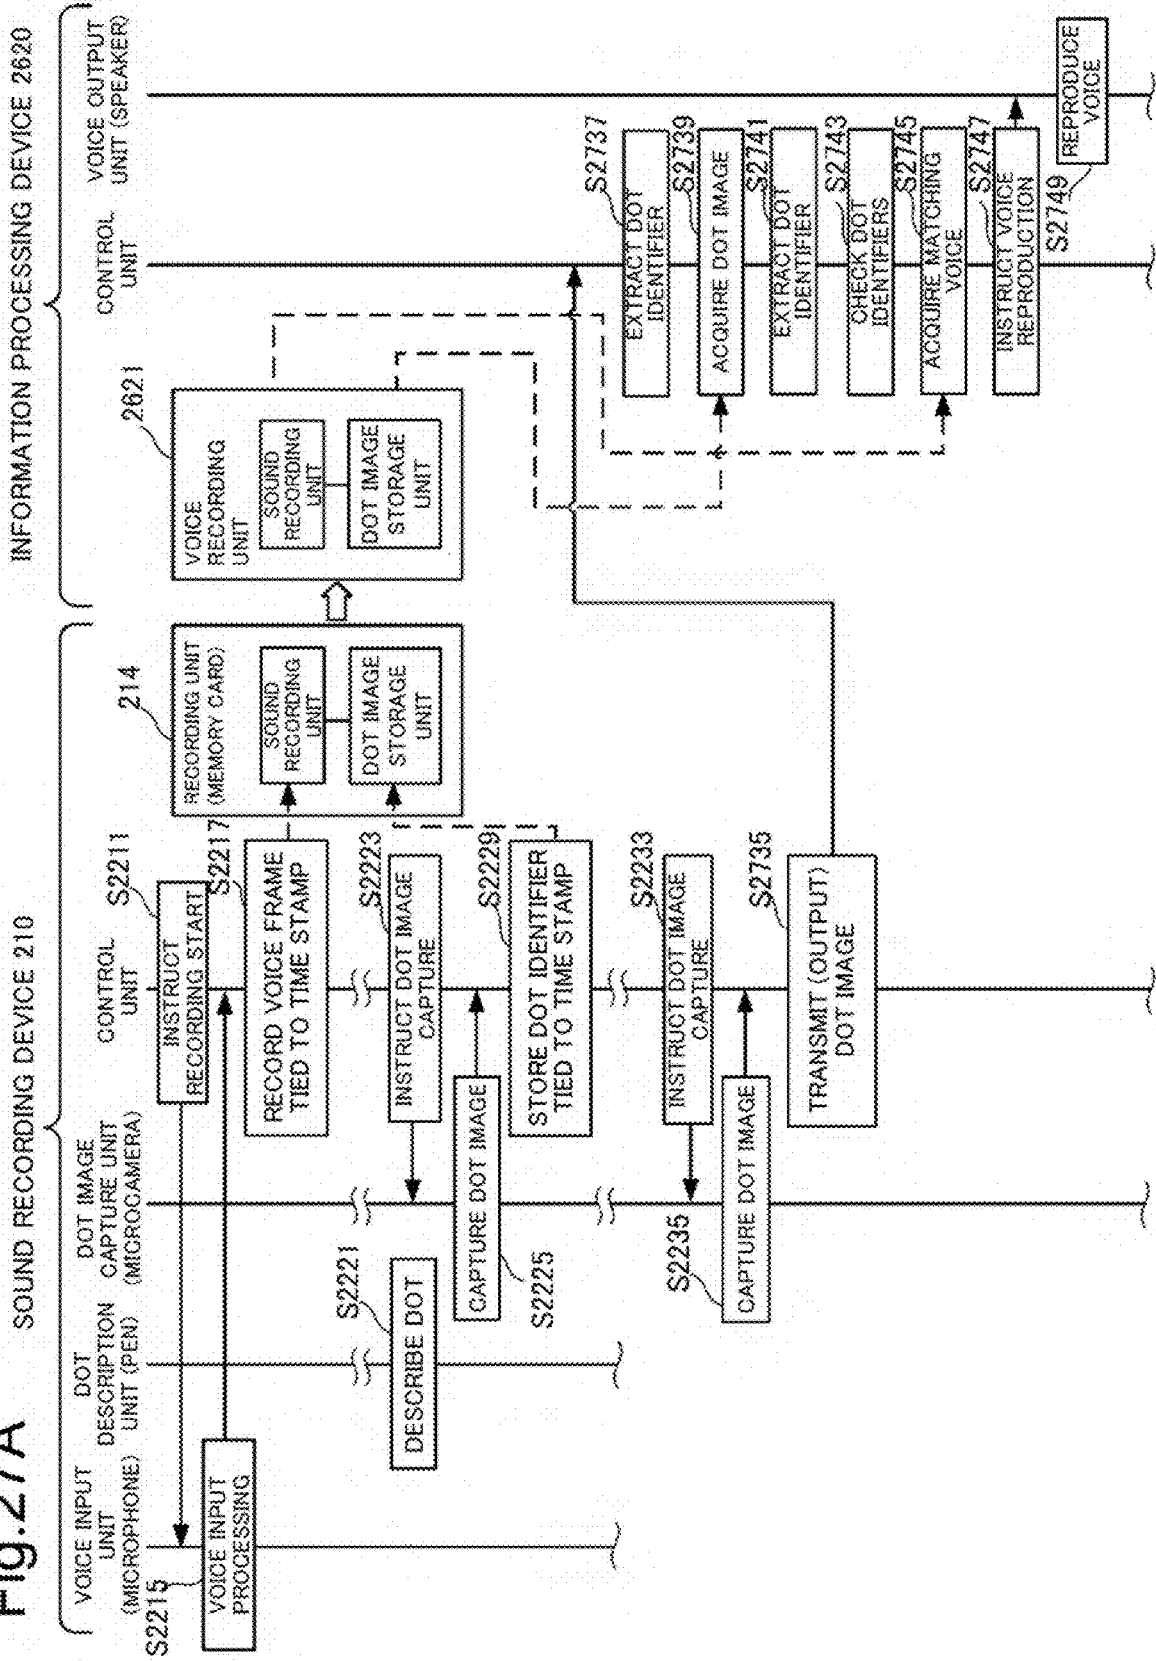 Fig.27A
SOUND RECORDING DEVICE 210
INFORMATION PROCESSING DEVICE 2620
VOICE INPUT
UNIT
(MICROPHONE)
DOT
DESCRIPTION
UNIT (PEN)
DOT IMAGE
CAPTURE UNIT
(MICROCAMERA)
CONTROL
UNIT
CONTROL
UNIT
VOICE OUTPUT
UNIT (SPEAKER)
S2211
INSTRUCT
RECORDING START
S2215
VOICE INPUT
PROCESSING
S2217
RECORD VOICE FRAME
TIED TO TIME STAMP
214
RECORDING UNIT
(MEMORY CARD)
SOUND
RECORDING
UNIT
DOT IMAGE
STORAGE
UNIT
2621
VOICE
RECORDING
UNIT
SOUND
RECORDING
UNIT
DOT IMAGE
STORAGE
UNIT
S2221
DESCRIBE DOT
S2223
INSTRUCT DOT IMAGE
CAPTURE
CAPTURE DOT IMAGE
S2225
S2229
STORE DOT IDENTIFIER
TIED TO TIME STAMP
S2233
INSTRUCT DOT IMAGE
CAPTURE
S2235
CAPTURE DOT IMAGE
S2735
TRANSMIT (OUTPUT)
DOT IMAGE
S2737
EXTRACT DOT
IDENTIFIER
S2739
ACQUIRE DOT IMAGE
S2741
EXTRACT DOT
IDENTIFIER
S2743
CHECK DOT
IDENTIFIERS
S2745
ACQUIRE MATCHING
VOICE
S2747
INSTRUCT VOICE
REPRODUCTION
S2749
REPRODUCE
VOICE